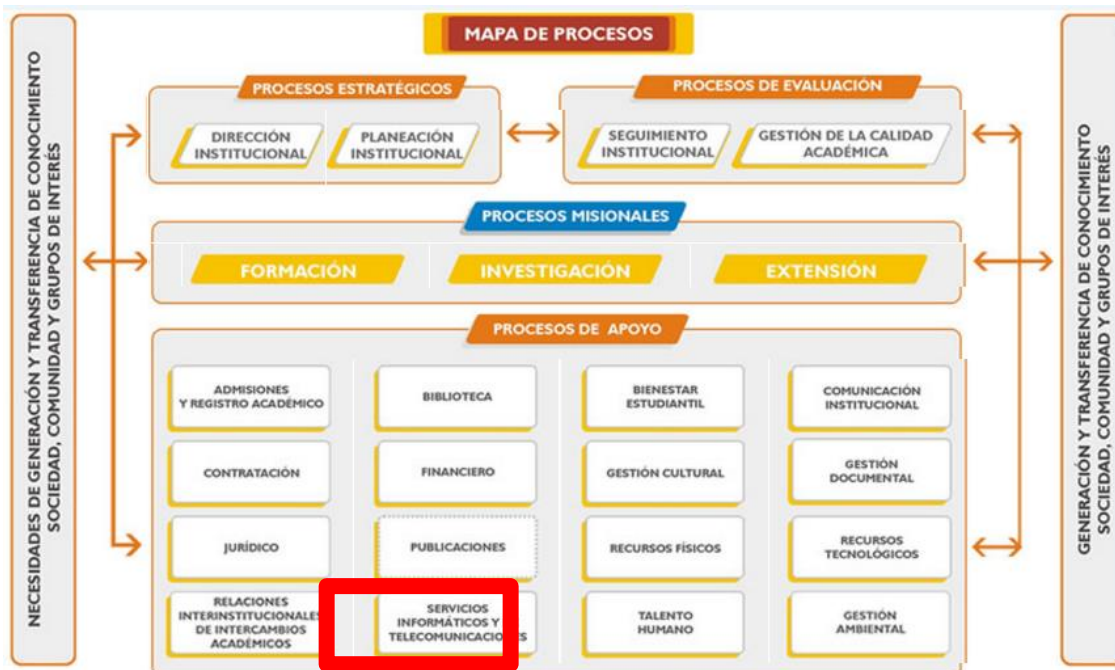 MAPA DE PROCESOS
NECESIDADES DE GENERACIÓN Y TRANSFERENCIA DE CONOCIMIENTO
SOCIEDAD, COMUNIDAD Y GRUPOS DE INTERÉS
PROCESOS ESTRATÉGICOS
DIRECCIÓN
INSTITUCIONAL
PLANEACIÓN
INSTITUCIONAL
PROCESOS DE EVALUACIÓN
SEGUIMIENTO
INSTITUCIONAL
GESTIÓN DE LA CALIDAD
ACADÉMICA
PROCESOS MISIONALES
FORMACIÓN
INVESTIGACIÓN
EXTENSIÓN
PROCESOS DE APOYO
ADMISIONES
Y REGISTRO ACADÉMICO
BIBLIOTECA
BIENESTAR
ESTUDIANTIL
COMUNICACIÓN
INSTITUCIONAL
CONTRATACIÓN
FINANCIERO
GESTIÓN CULTURAL
GESTIÓN
DOCUMENTAL
JURÍDICO
PUBLICACIONES
RECURSOS FÍSICOS
RECURSOS
TECNOLÓGICOS
RELACIONES
INTERINSTITUCIONALES
DE INTERCAMBIOS
ACADÉMICOS
SERVICIOS
INFORMÁTICOS Y
TELECOMUNICACIONES
TALENTO
HUMANO
GESTIÓN
AMBIENTAL
GENERACIÓN Y TRANSFERENCIA DE CONOCIMIENTO
SOCIEDAD, COMUNIDAD Y GRUPOS DE INTERÉS